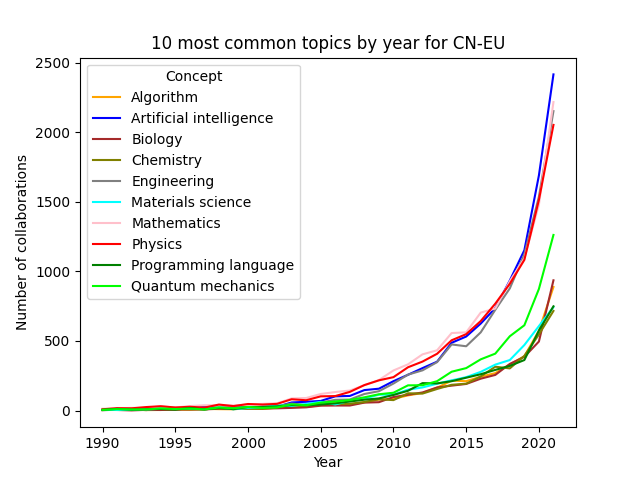 10 most common topics by year for CN-EU
Number of collaborations
2500
2000
1500
1000
500
0
Concept
Algorithm
Artificial intelligence
Biology
Chemistry
Engineering
Materials science
Mathematics
Physics
Programming language
Quantum mechanics
1990 1995 2000 2005 2010 2015 2020
Year